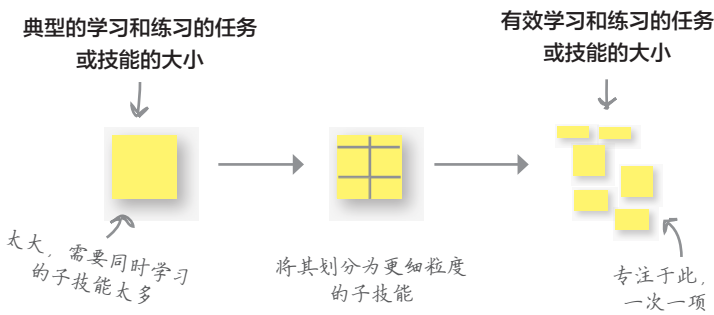 典型的学习和练习的任务
或技能的大小
有效学习和练习的任务
或技能的大小
太大，需要同时学习
的子技能太多
将其划分为更细粒度
的子技能
专注于此，
一次一项